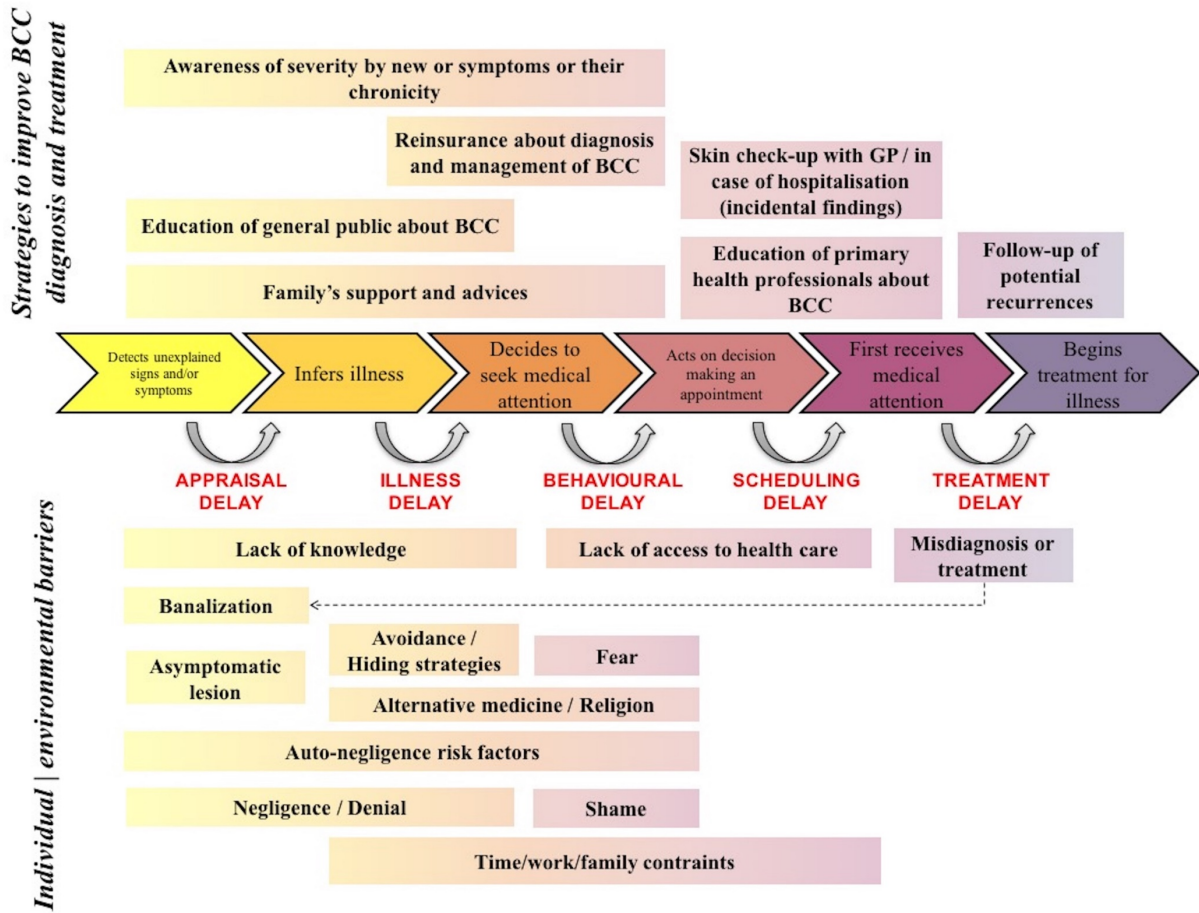 Strategies to improve BCC
diagnosis and treatment
Awareness of severity by new or symptoms or their
chronicity
Reinsurance about diagnosis
and management of BCC
Skin check-up with GP / in
case of hospitalisation
(incidental findings)
Education of general public about BCC
Education of primary
health professionals about
BCC
Follow-up of
potential
recurrences
Family's support and advices
Detects unexplained
signs and/or
symptoms
Infers illness
Decides to
seek medical
attention
Acts on decision
making an
appointment
First receives
medical
attention
Begins
treatment for
illness
APPRAISAL
DELAY
ILLNESS
DELAY
BEHAVIOURAL
DELAY
SCHEDULING
DELAY
TREATMENT
DELAY
Individual | environmental barriers
Lack of knowledge
Lack of access to health care
Misdiagnosis or
treatment
Banalization
Avoidance /
Hiding strategies
Fear
Asymptomatic
lesion
Alternative medicine / Religion
Auto-negligence risk factors
Negligence / Denial
Shame
Time/work/family contraints